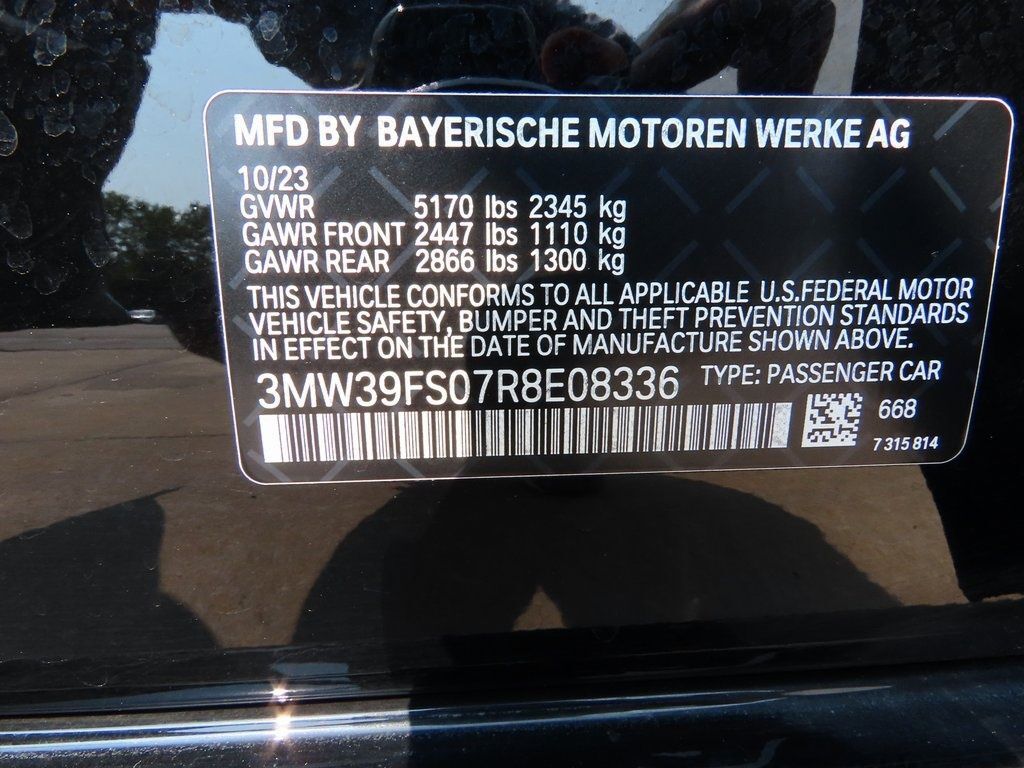 MFD BY BAYERISCHE MOTOREN WERKE AG
10/23
GVWR 5170 lbs 2345 kg
GAWR FRONT 2447 lbs 1110 kg
GAWR REAR 2866 lbs 1300 kg
THIS VEHICLE CONFORMS TO ALL APPLICABLE U.S.FEDERAL MOTOR
VEHICLE SAFETY, BUMPER AND THEFT PREVENTION STANDARDS
IN EFFECT ON THE DATE OF MANUFACTURE SHOWN ABOVE.
3MW39FS07R8E08336 TYPE: PASSENGER CAR
668
7 315 814